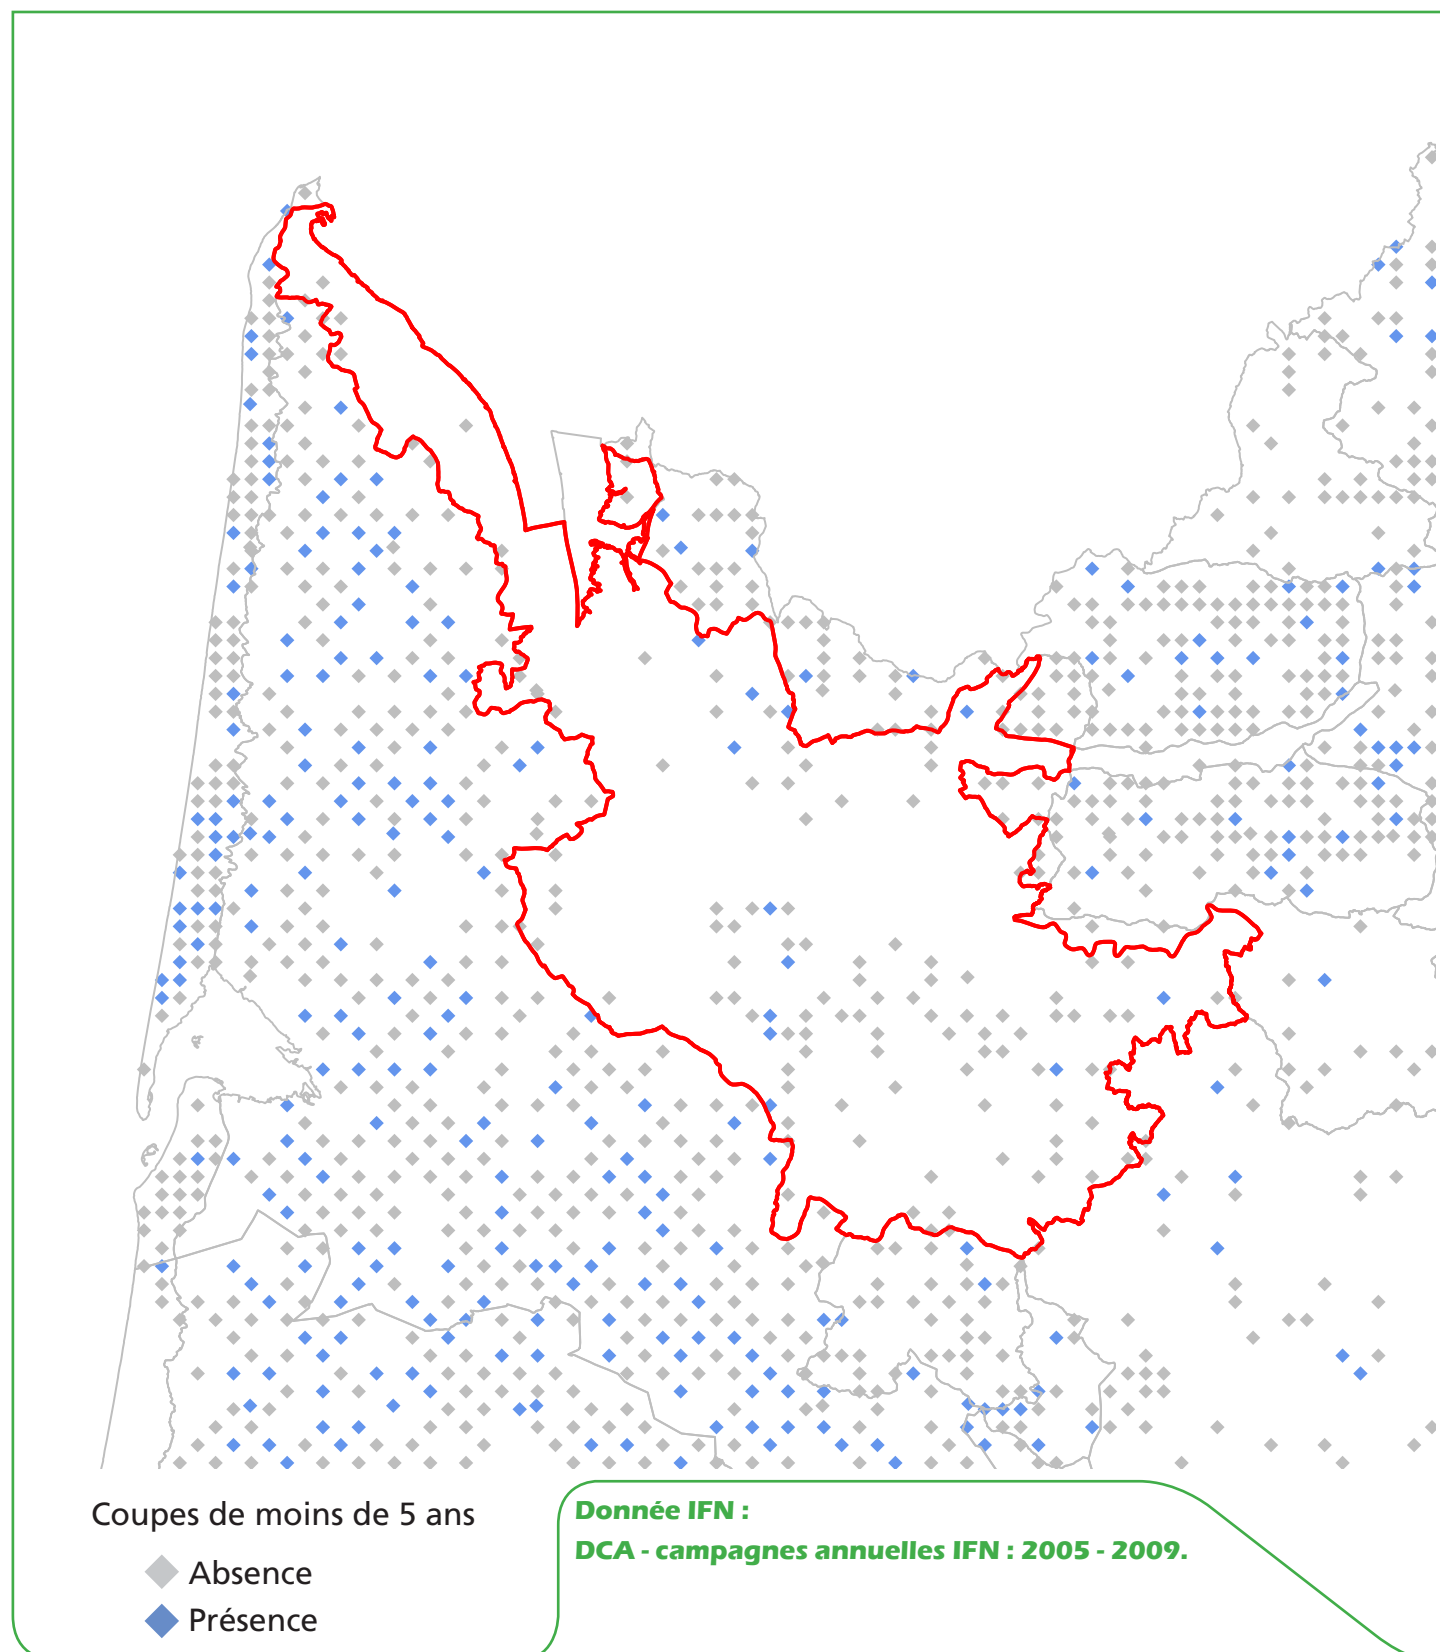 Coupes de moins de 5 ans
Absence
Présence
Donnée IFN :
DCA - campagnes annuelles IFN : 2005 - 2009.